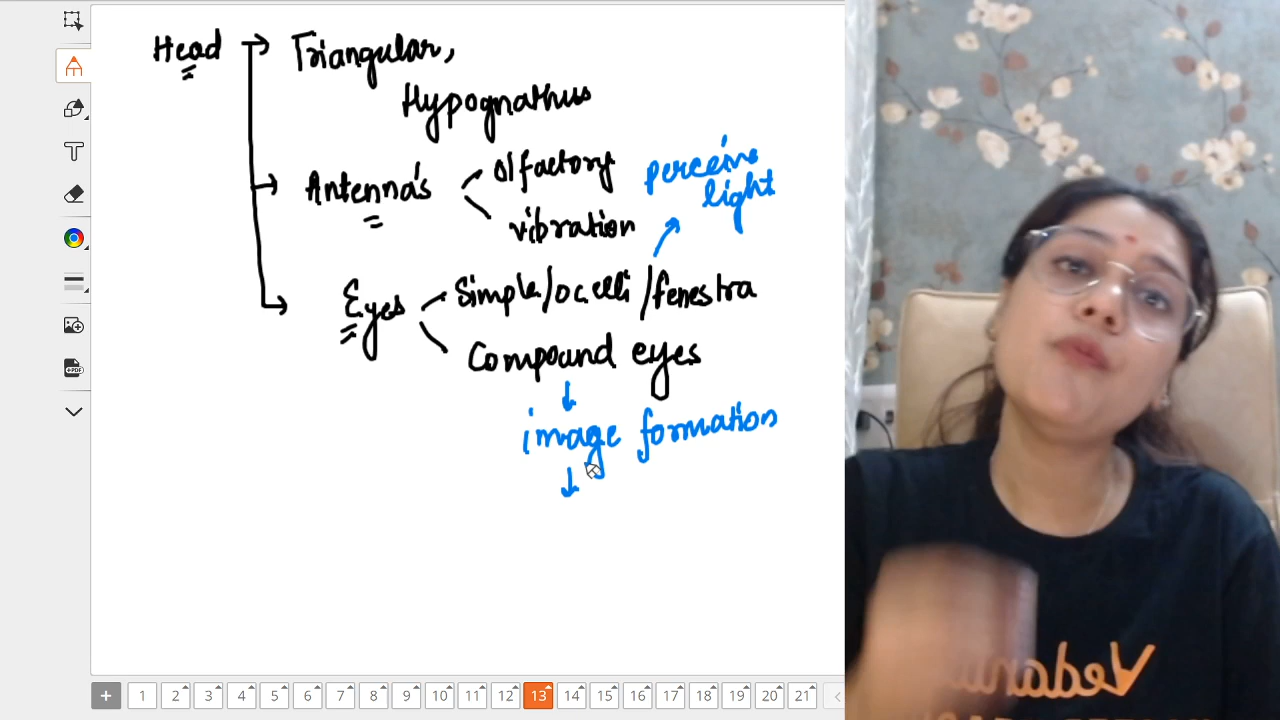 Head → Triangular,
Hypognathus
Antenna's
Olfactory
vibration
perceive
light
Eyes
Simple/ocelli/fenestra
Compound eyes
↓
image formation
↓
Vedantu
+ 1 2 3 4 5 6 7 8 9 10 11 12 13 14 15 16 17 18 19 20 21